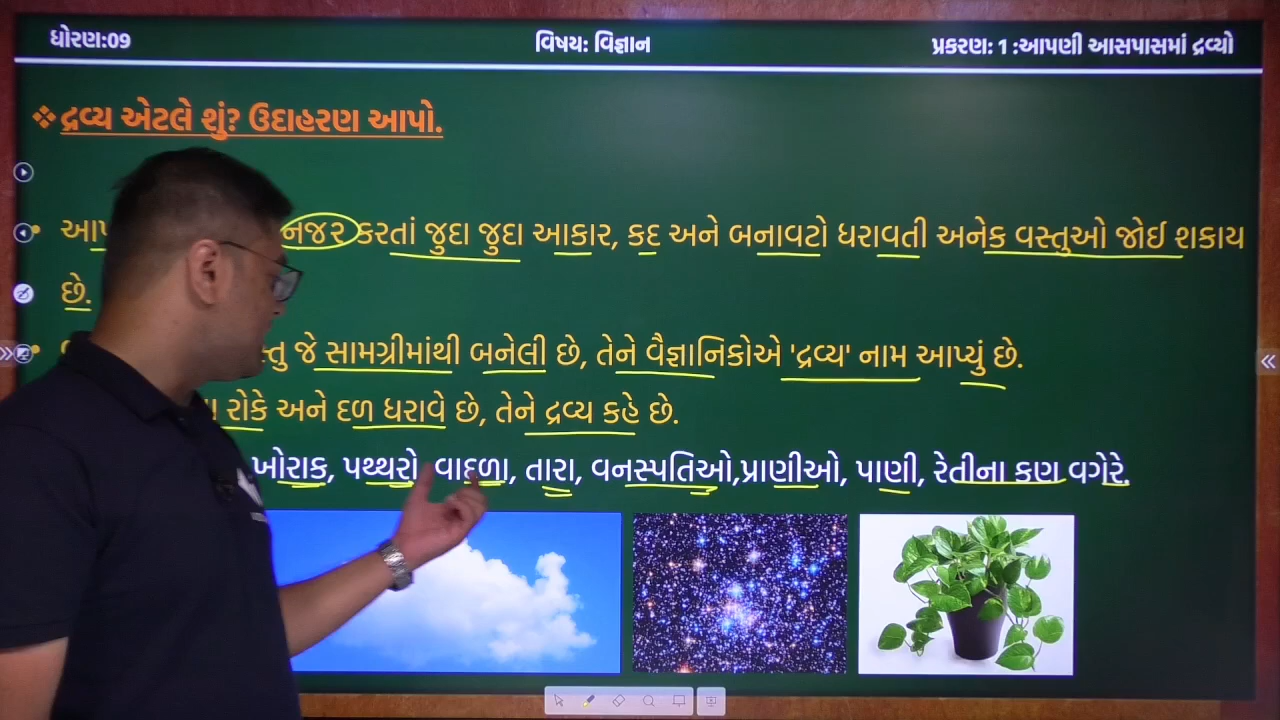 ધોરણ:09
વિષય: વિજ્ઞાન
પ્રકરણ: 1 :આપણી આસપાસમાં દ્રવ્યો
❖ દ્રવ્ય એટલે શું? ઉદાહરણ આપો.
નજર કરતાં જુદા જુદા આકાર, કદ અને બનાવટો ધરાવતી અનેક વસ્તુઓ જોઈ શકાય
છે.
જે સામગ્રીમાંથી બનેલી છે, તેને વૈજ્ઞાનિકોએ 'દ્રવ્ય' નામ આપ્યું છે.
રોકે અને દળ ધરાવે છે, તેને દ્રવ્ય કહે છે.
ખોરાક, પથ્થરો, વાદળા, તારા, વનસ્પતિઓ,પ્રાણીઓ, પાણી, રેતીના કણ વગેરે.